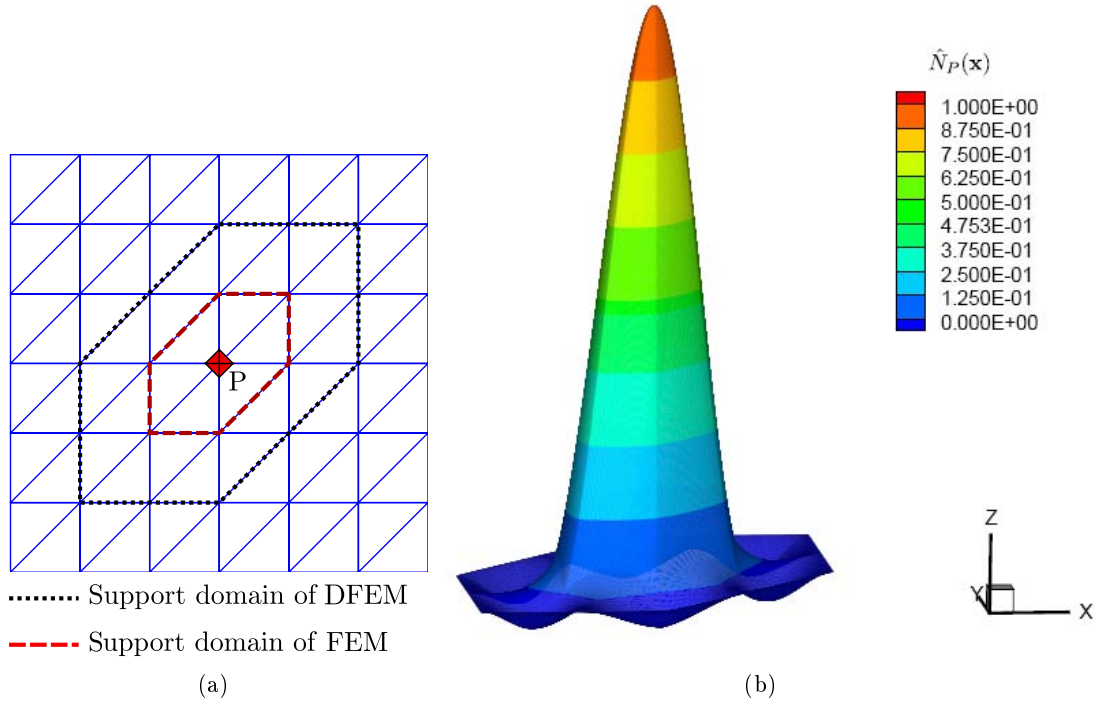 P
Support domain of DFEM
Support domain of FEM
(a)
N̂_P(x)
1.000E+00
8.750E-01
7.500E-01
6.250E-01
5.000E-01
4.753E-01
3.750E-01
2.500E-01
1.250E-01
0.000E+00
Z
Y
X
(b)